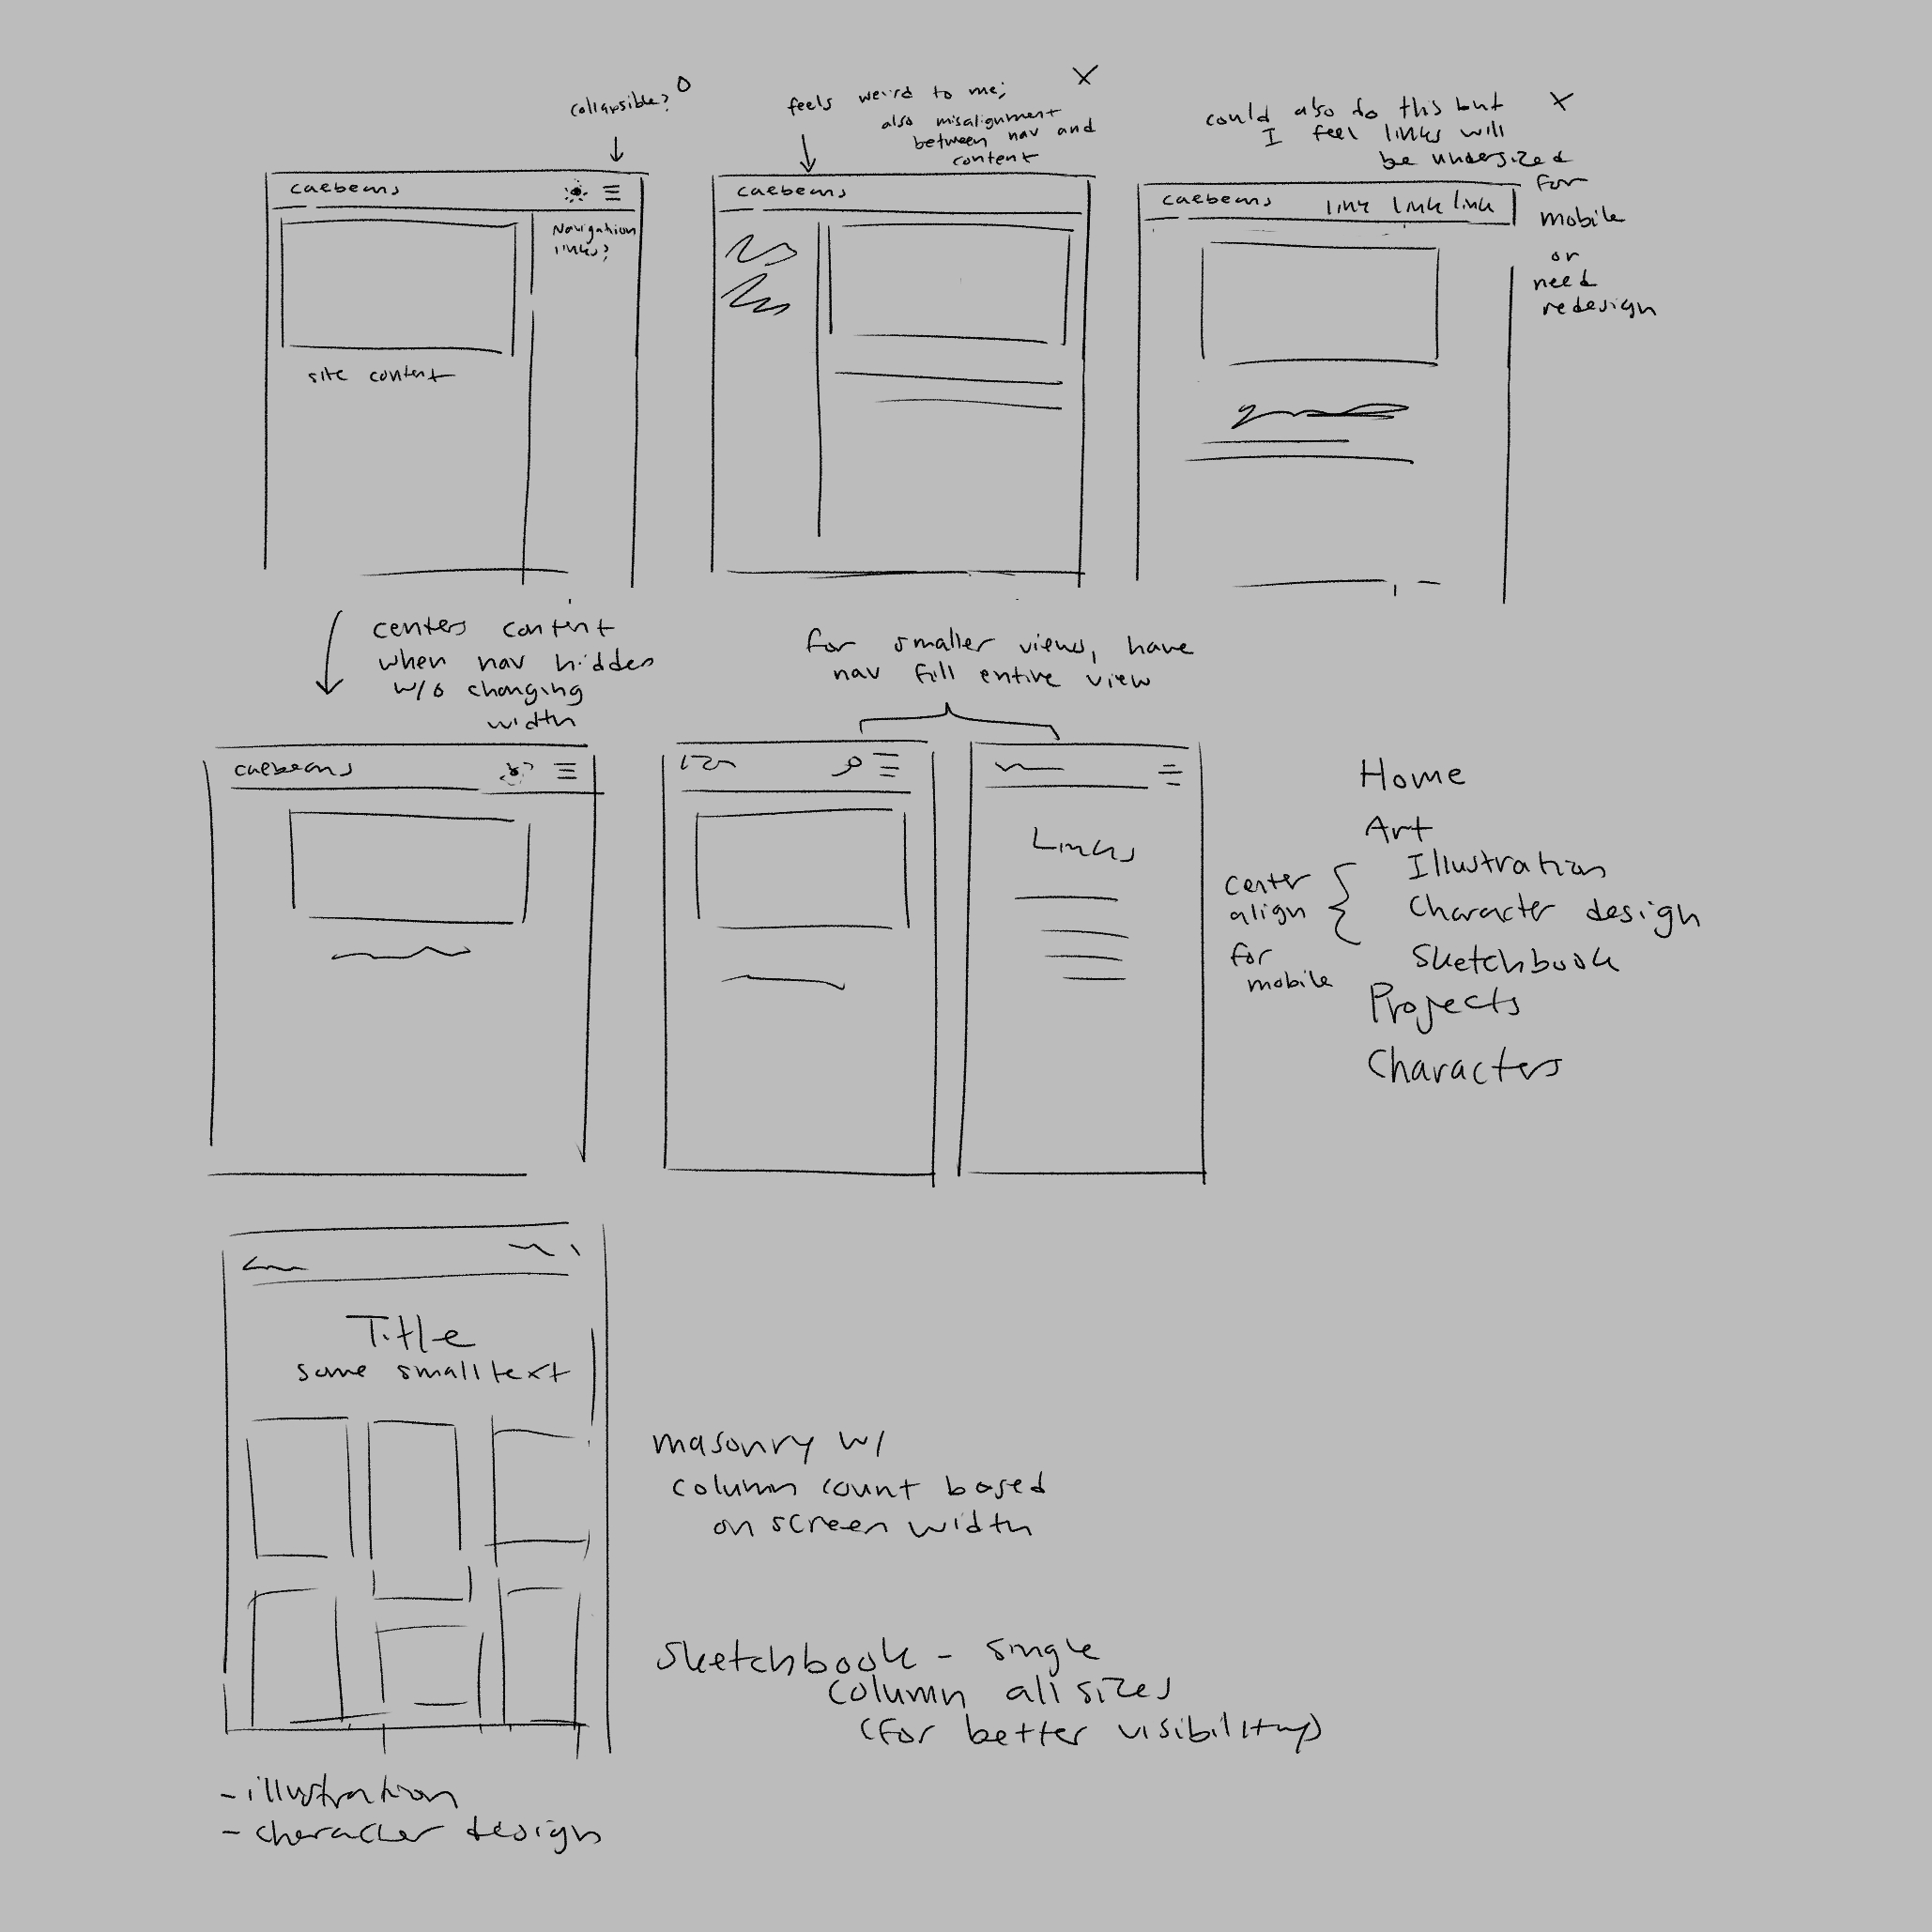 collapsible? O
feels weird to me; X
also misalignment
between nav and
content
could also do this but X
I feel links will
be undersized
for
mobile
or
need
redesign
caebeans
Navigation
links?
site content
caebeans
caebeans link link link
centers content
when nav hidden
w/o changing
width
for smaller views, have
nav fill entire view
caebeans
Links
Home
Art
Illustration
Character design
Sketchbook
Projects
Characters
center
align
for
mobile
Title
some small text
masonry w/
column count based
on screen width
Sketchbook - single
column all sizes
(for better visibility)
- illustration
- character design